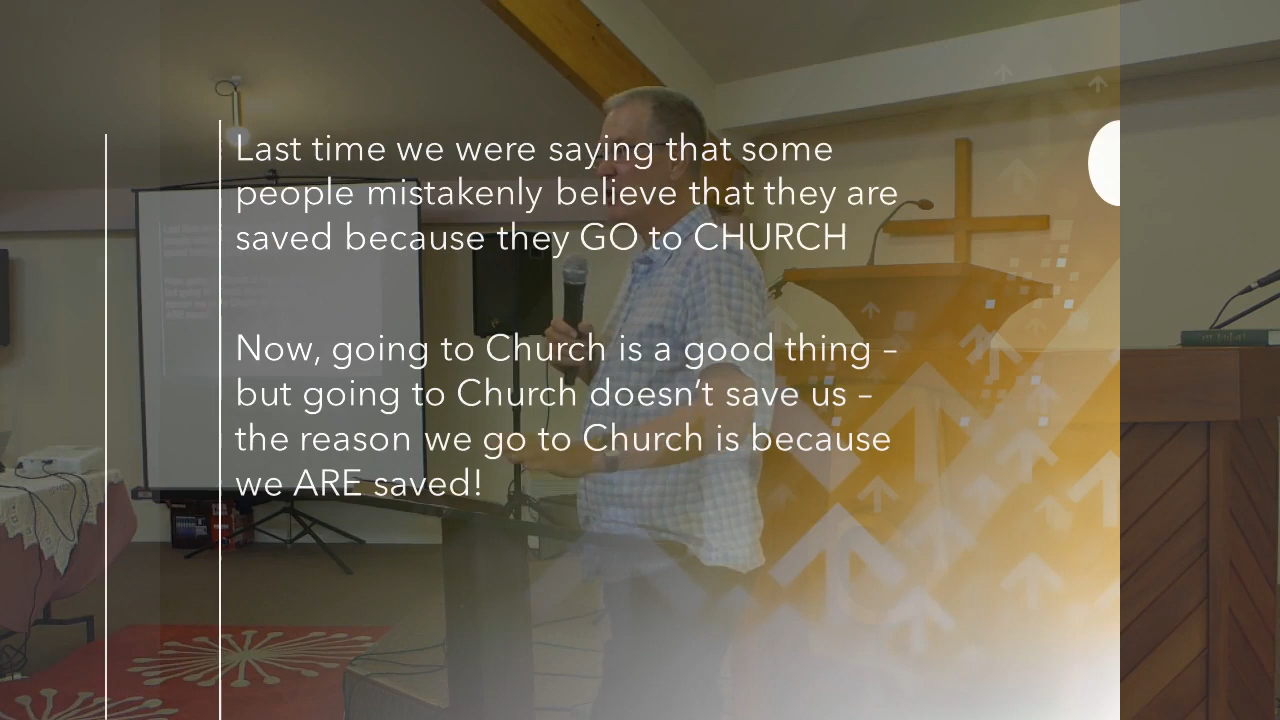 Last time we were saying that some
people mistakenly believe that they are
saved because they GO to CHURCH
Now, going to Church is a good thing –
but going to Church doesn’t save us –
the reason we go to Church is because
we ARE saved!